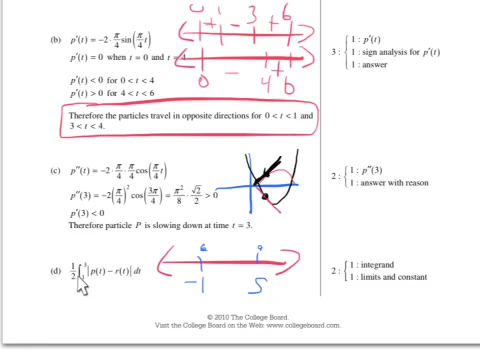 0 + 1 - 3 + 6
(b) p′(t) = −2 · π/4 sin(π/4 t)
p′(t) = 0 when t = 0 and t = 4
p′(t) < 0 for 0 < t < 4
p′(t) > 0 for 4 < t < 6
0 - 4 + 6
Therefore the particles travel in opposite directions for 0 < t < 1 and
3 < t < 4.
3 : { 1 : p′(t)
1 : sign analysis for p′(t)
1 : answer
(c) p″(t) = −2 · π/4 · π/4 cos(π/4 t)
p″(3) = −2(π/4)² cos(3π/4) = π²/8 · √2/2 > 0
p′(3) < 0
Therefore particle P is slowing down at time t = 3.
2 : { 1 : p″(3)
1 : answer with reason
(d) 1/2 ∫₁³ |p(t) − r(t)| dt
-1 5
2 : { 1 : integrand
1 : limits and constant
© 2010 The College Board.
Visit the College Board on the Web: www.collegeboard.com.